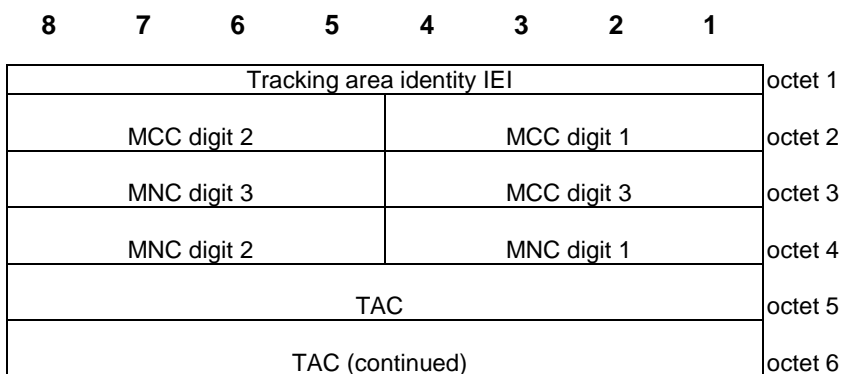 8 7 6 5 4 3 2 1
Tracking area identity IEI octet 1
MCC digit 2 MCC digit 1 octet 2
MNC digit 3 MCC digit 3 octet 3
MNC digit 2 MNC digit 1 octet 4
TAC octet 5
TAC (continued) octet 6